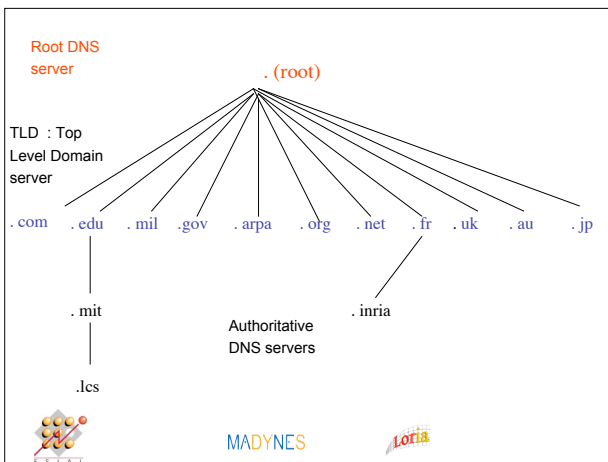 Root DNS
server
. (root)
TLD : Top
Level Domain
server
. com . edu . mil .gov . arpa . org . net . fr . uk . au . jp
. mit . inria
Authoritative
DNS servers
.lcs
MADYNES
Loria